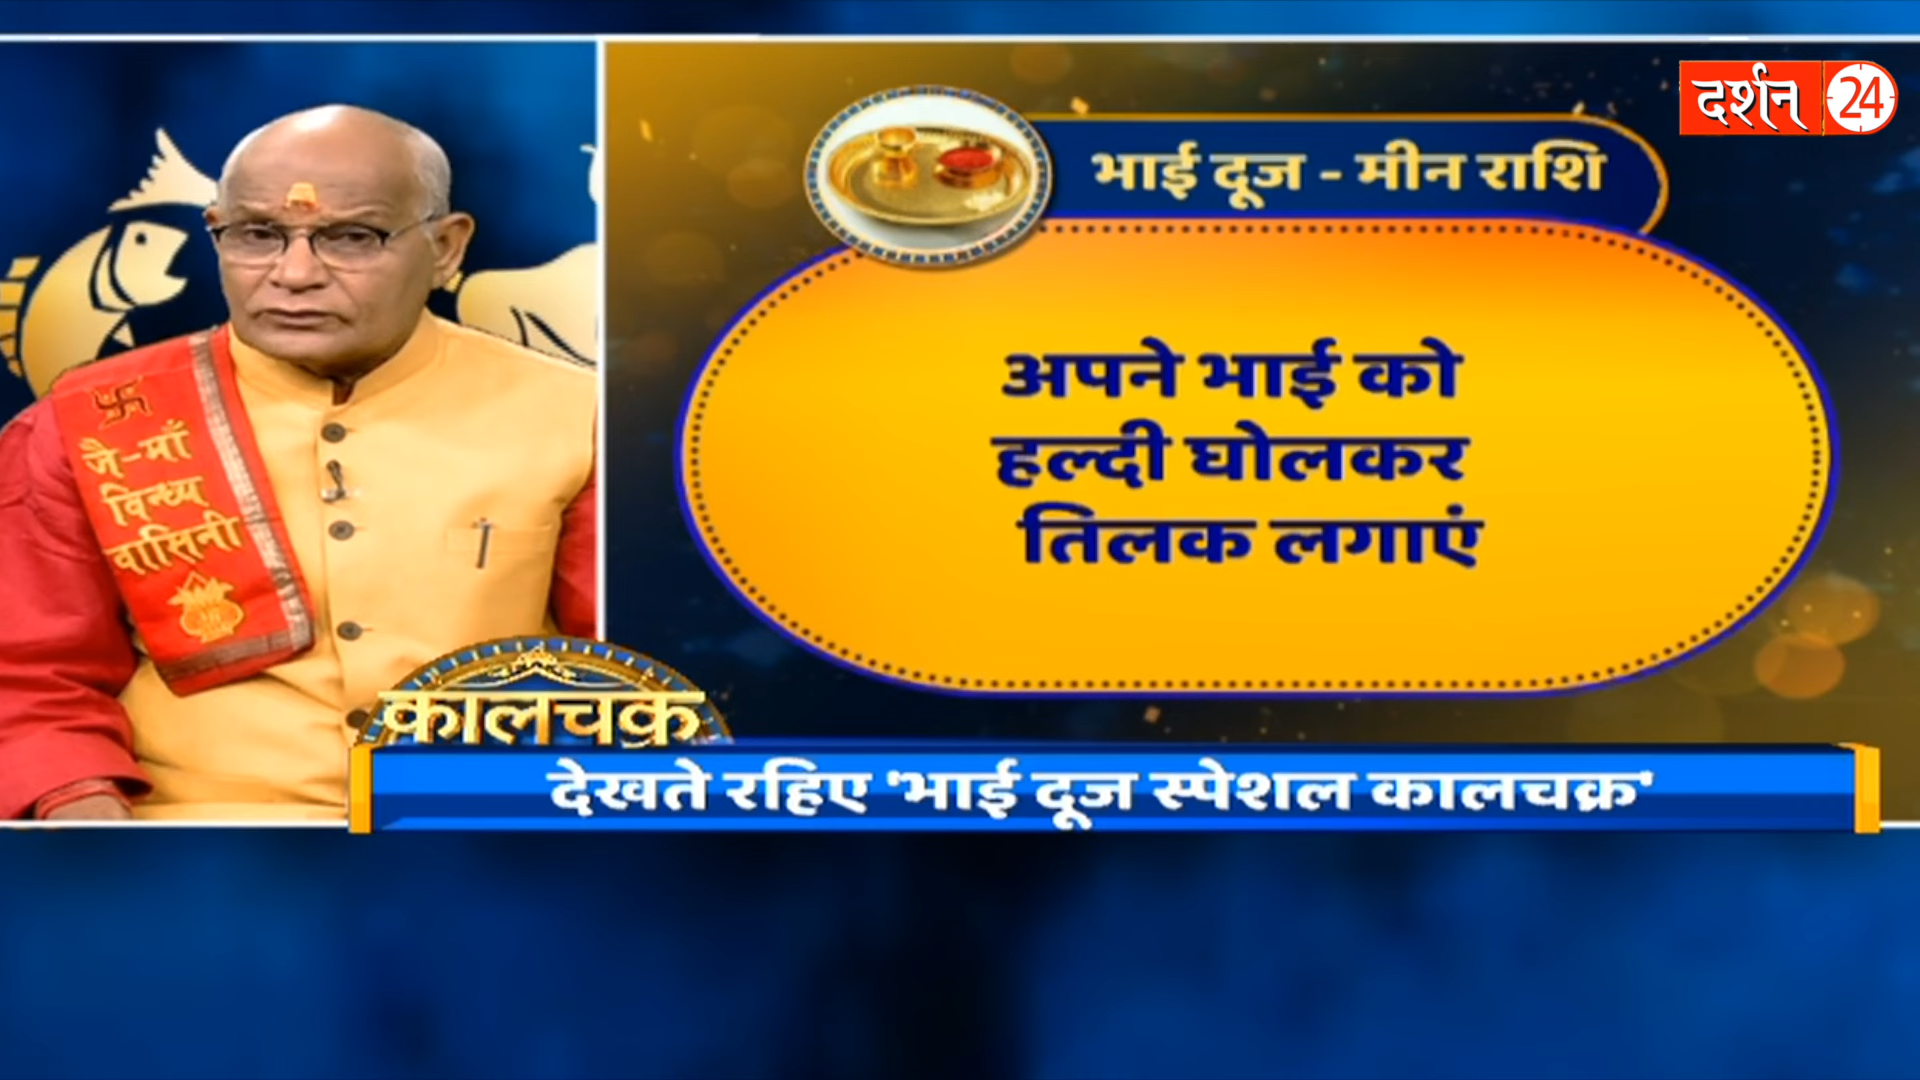 दर्शन 24
भाई दूज - मीन राशि
अपने भाई को
हल्दी घोलकर
तिलक लगाएं
जै-माँ
विन्ध्य
वासिनी
कालचक्र
देखते रहिए 'भाई दूज स्पेशल कालचक्र'